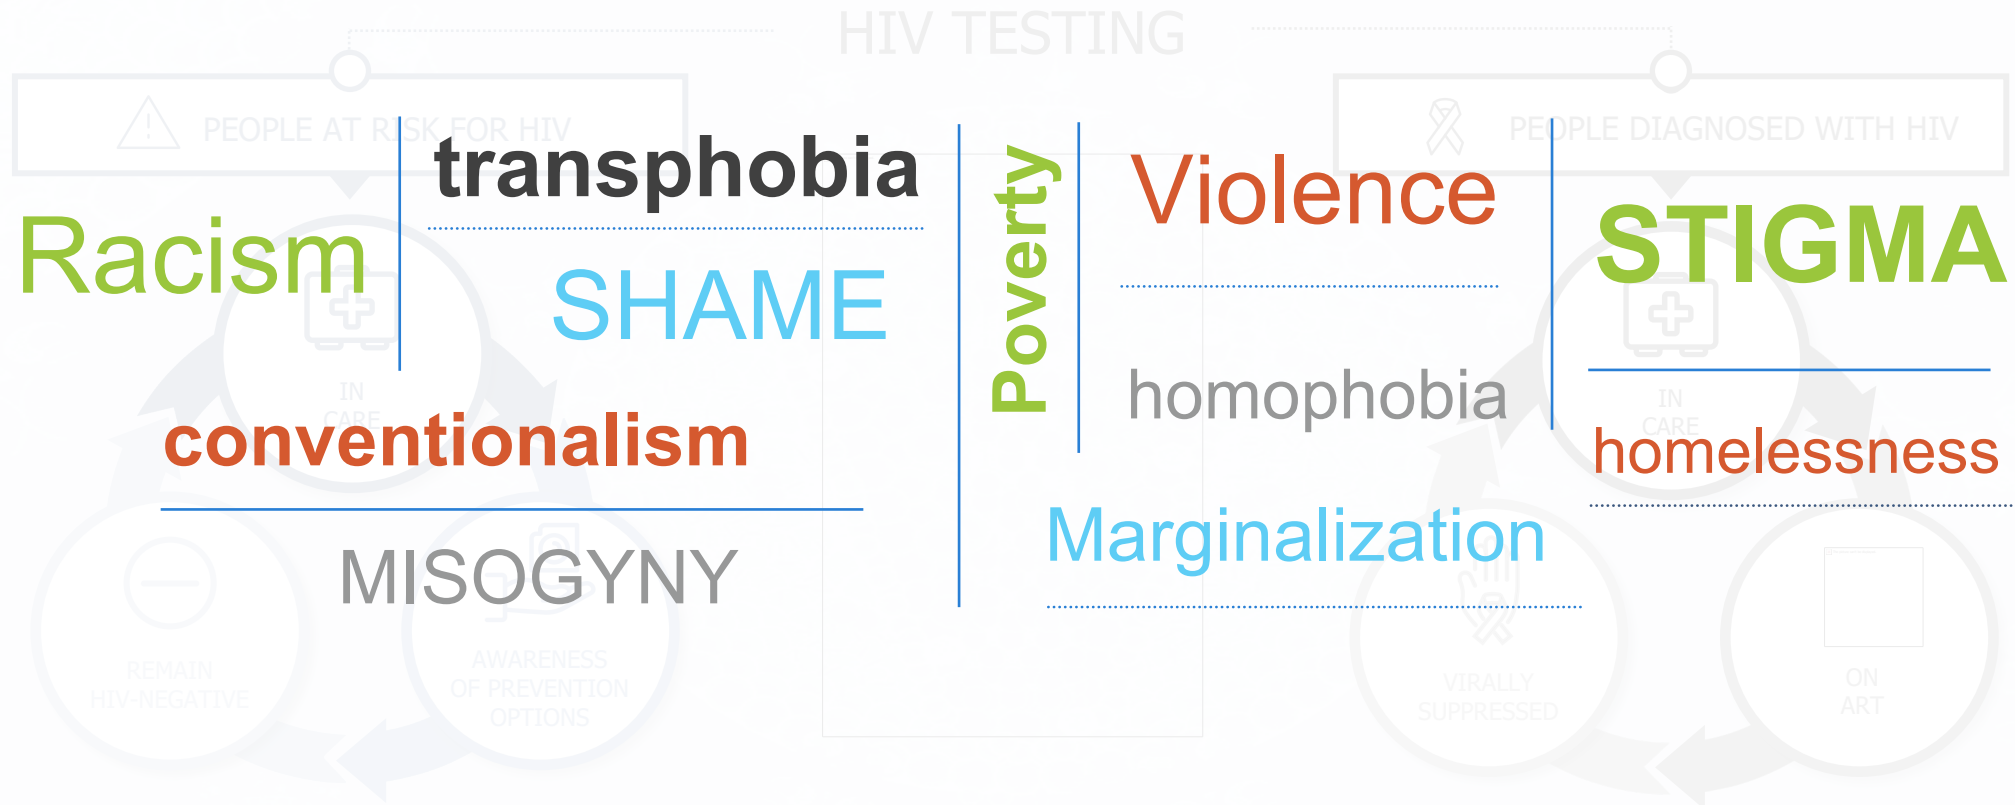 HIV TESTING
PEOPLE AT RISK FOR HIV
PEOPLE DIAGNOSED WITH HIV
Racism
transphobia
SHAME
conventionalism
MISOGYNY
Poverty
Violence
homophobia
Marginalization
STIGMA
homelessness
IN
CARE
REMAIN
HIV-NEGATIVE
AWARENESS
OF PREVENTION
OPTIONS
IN
CARE
VIRALLY
SUPPRESSED
ON
ART